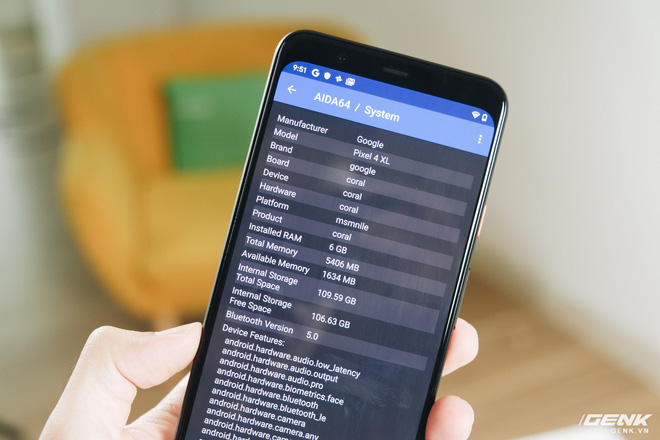 9:51
AIDA64 / System
Manufacturer Google
Model Pixel 4 XL
Brand google
Board coral
Device coral
Hardware coral
Platform msmnile
Product coral
Installed RAM 6 GB
Total Memory 5406 MB
Available Memory 1634 MB
Internal Storage
Total Space 109.59 GB
Internal Storage
Free Space 106.63 GB
Bluetooth Version 5.0
Device Features:
android.hardware.audio.low_latency
android.hardware.audio.output
android.hardware.audio.pro
android.hardware.biometrics.face
android.hardware.bluetooth
android.hardware.bluetooth_le
android.hardware.camera
android.hardware.camera.any
GENK
GENK.VN